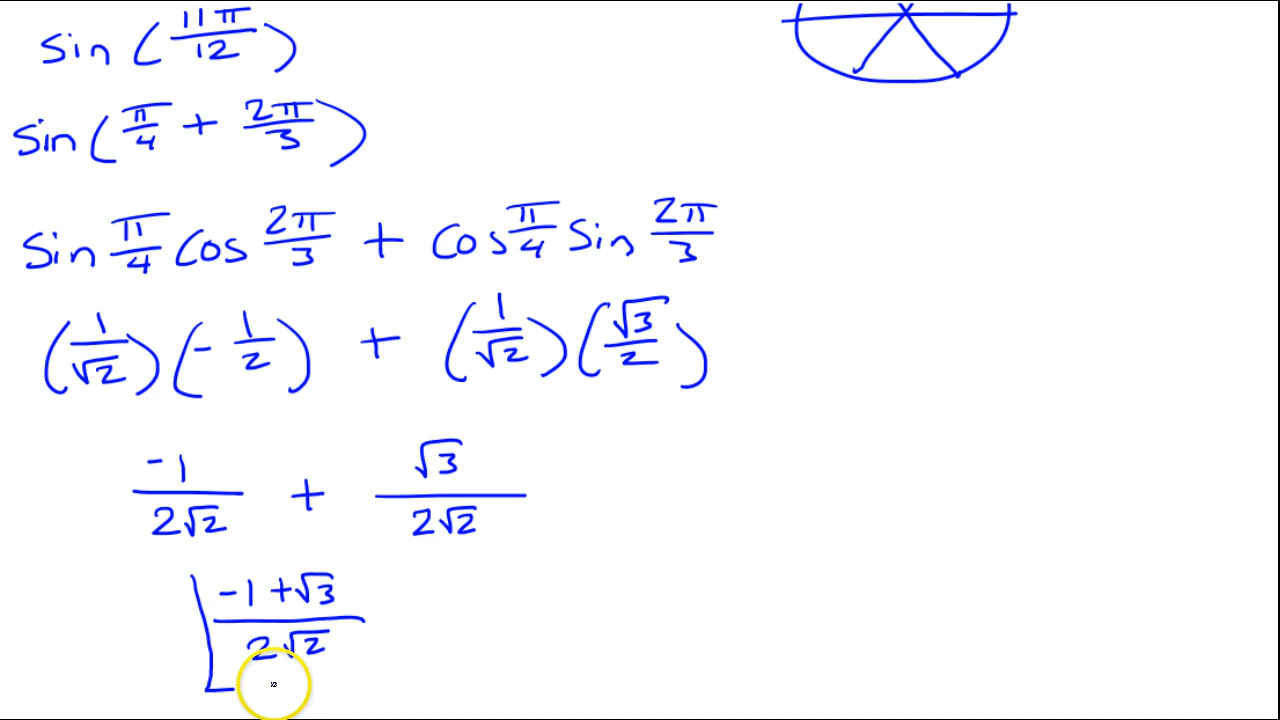 sin(11π/12)
sin(π/4 + 2π/3)
sin π/4 cos 2π/3 + cos π/4 sin 2π/3
(1/√2)(-1/2) + (1/√2)(√3/2)
-1/2√2 + √3/2√2
-1+√3/2√2